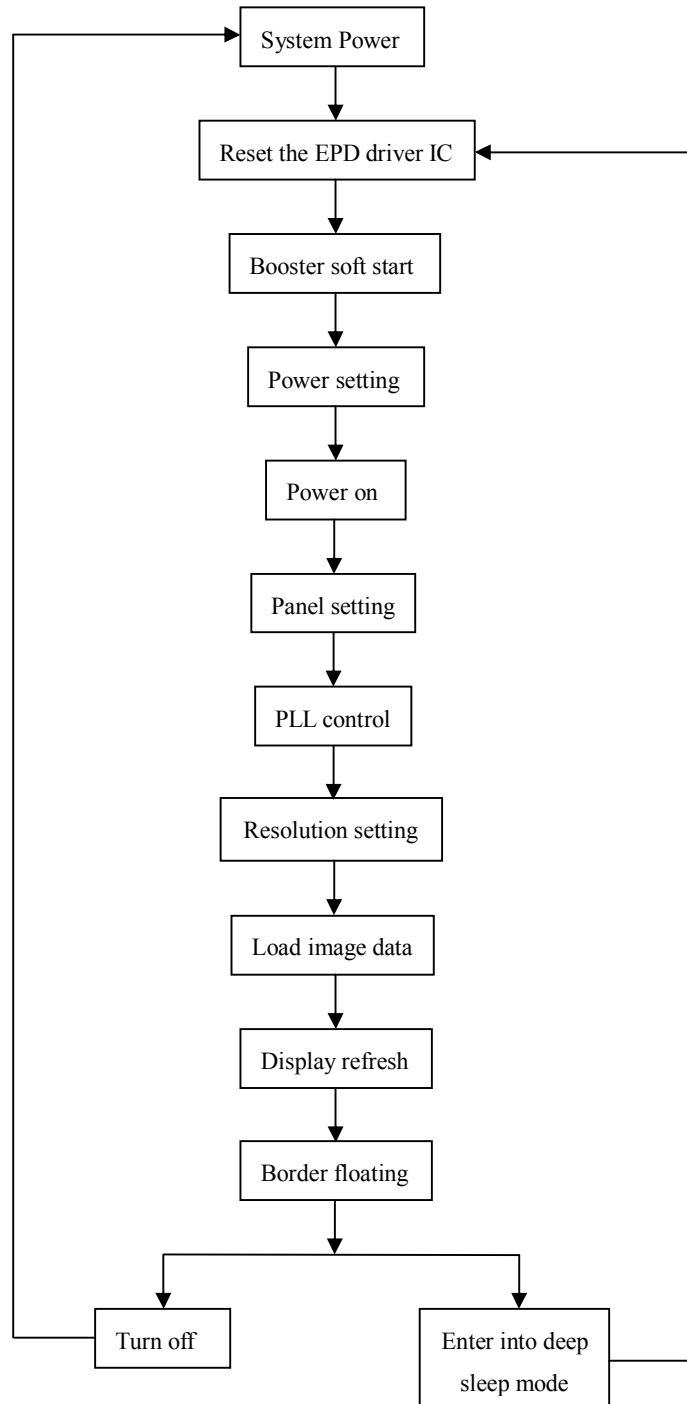 System Power
Reset the EPD driver IC
Booster soft start
Power setting
Power on
Panel setting
PLL control
Resolution setting
Load image data
Display refresh
Border floating
Turn off
Enter into deep
sleep mode